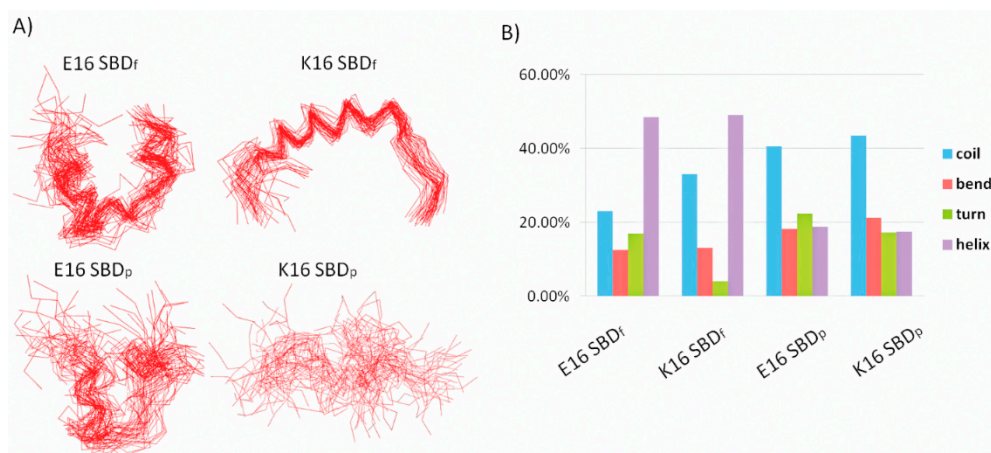 A)
E16 SBDf
K16 SBDf
E16 SBDp
K16 SBDp
B)
60.00%
40.00%
20.00%
0.00%
E16 SBDf
K16 SBDf
E16 SBDp
K16 SBDp
coil
bend
turn
helix